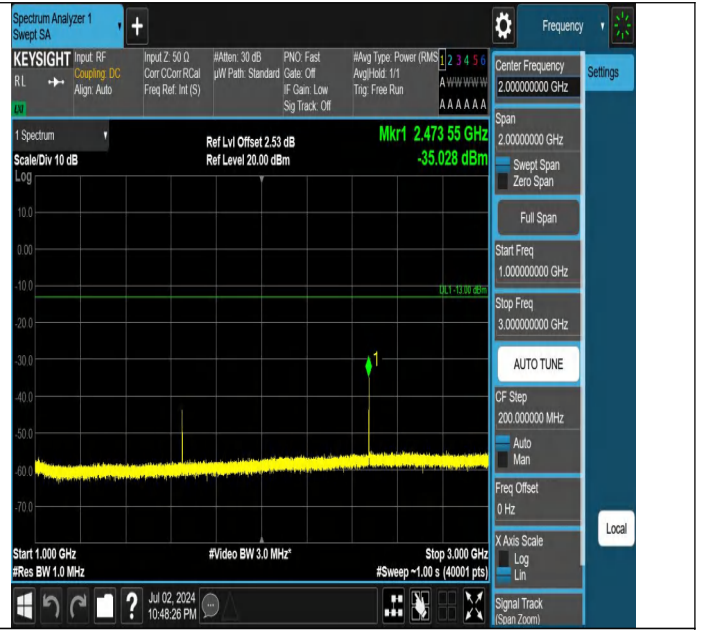 Spectrum Analyzer 1
Swept SA
+
Frequency
KEYSIGHT
Input: RF
Coupling: DC
Align: Auto
Input Z: 50 Ω
Corr CCorr RCal
Freq Ref: Int (S)
#Atten: 30 dB
µW Path: Standard
PNO: Fast
Gate: Off
IF Gain: Low
Sig Track: Off
#Avg Type: Power (RMS
Avg|Hold: 1/1
Trig: Free Run
1 2 3 4 5 6
A W W W W W
A A A A A A
R L
LXI
1 Spectrum
Scale/Div 10 dB
Log
Ref Lvl Offset 2.53 dB
Ref Level 20.00 dBm
Mkr1 2.473 55 GHz
-35.028 dBm
10.0
0.00
-10.0
-20.0
-30.0
-40.0
-50.0
-60.0
-70.0
DL1 -13.00 dBm
1
Start 1.000 GHz
#Res BW 1.0 MHz
#Video BW 3.0 MHz*
Stop 3.000 GHz
#Sweep ~1.00 s (40001 pts)
Center Frequency
2.000000000 GHz
Settings
Span
2.00000000 GHz
Swept Span
Zero Span
Full Span
Start Freq
1.000000000 GHz
Stop Freq
3.000000000 GHz
AUTO TUNE
CF Step
200.000000 MHz
Auto
Man
Freq Offset
0 Hz
X Axis Scale
Log
Lin
Local
Signal Track
(Span Zoom)
?
Jul 02, 2024
10:48:26 PM